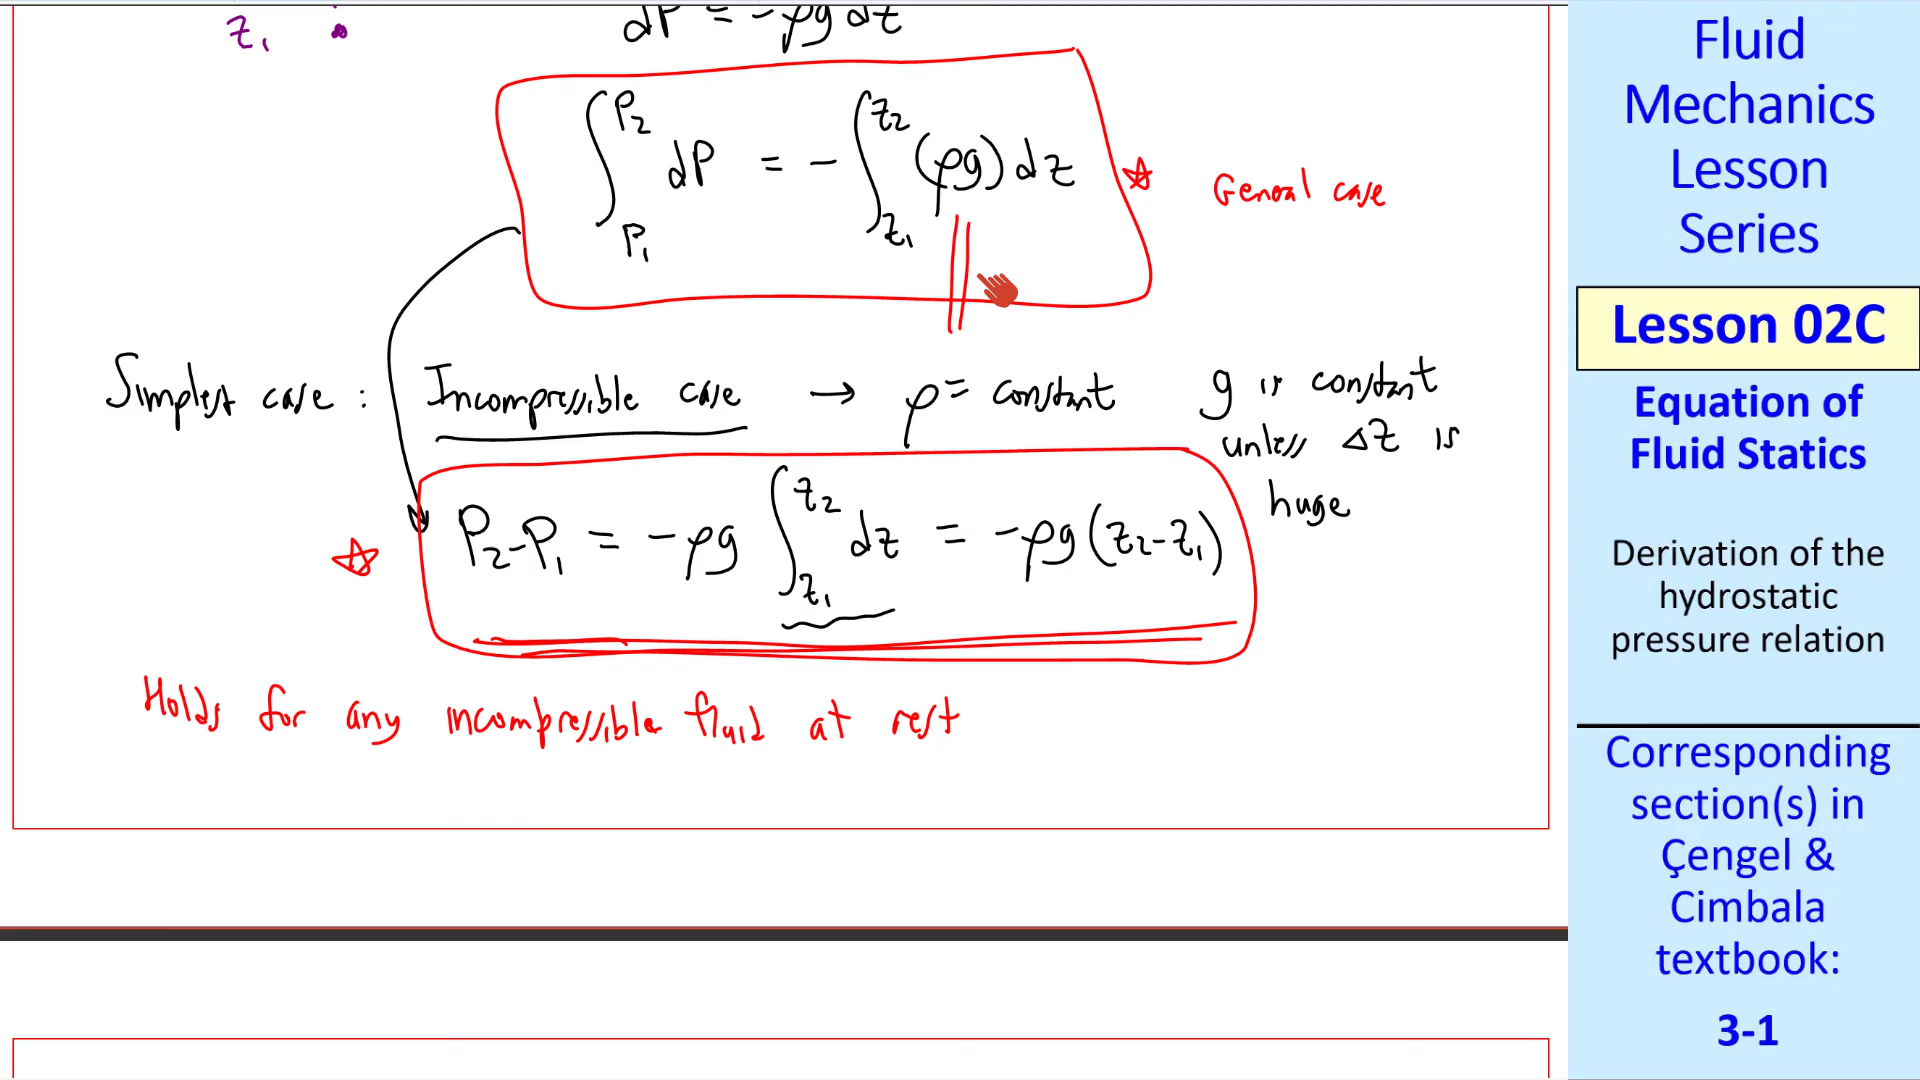 z₁
dP = -ρg dz
∫_{P₁}^{P₂} dP = -∫_{z₁}^{z₂} (ρg) dz
General case
Simplest case : Incompressible case → ρ = constant
g is constant
unless Δz is
huge
P₂-P₁ = -ρg ∫_{z₁}^{z₂} dz = -ρg(z₂-z₁)
Holds for any incompressible fluid at rest
Fluid
Mechanics
Lesson
Series
Lesson 02C
Equation of
Fluid Statics
Derivation of the
hydrostatic
pressure relation
Corresponding
section(s) in
Çengel &
Cimbala
textbook:
3-1